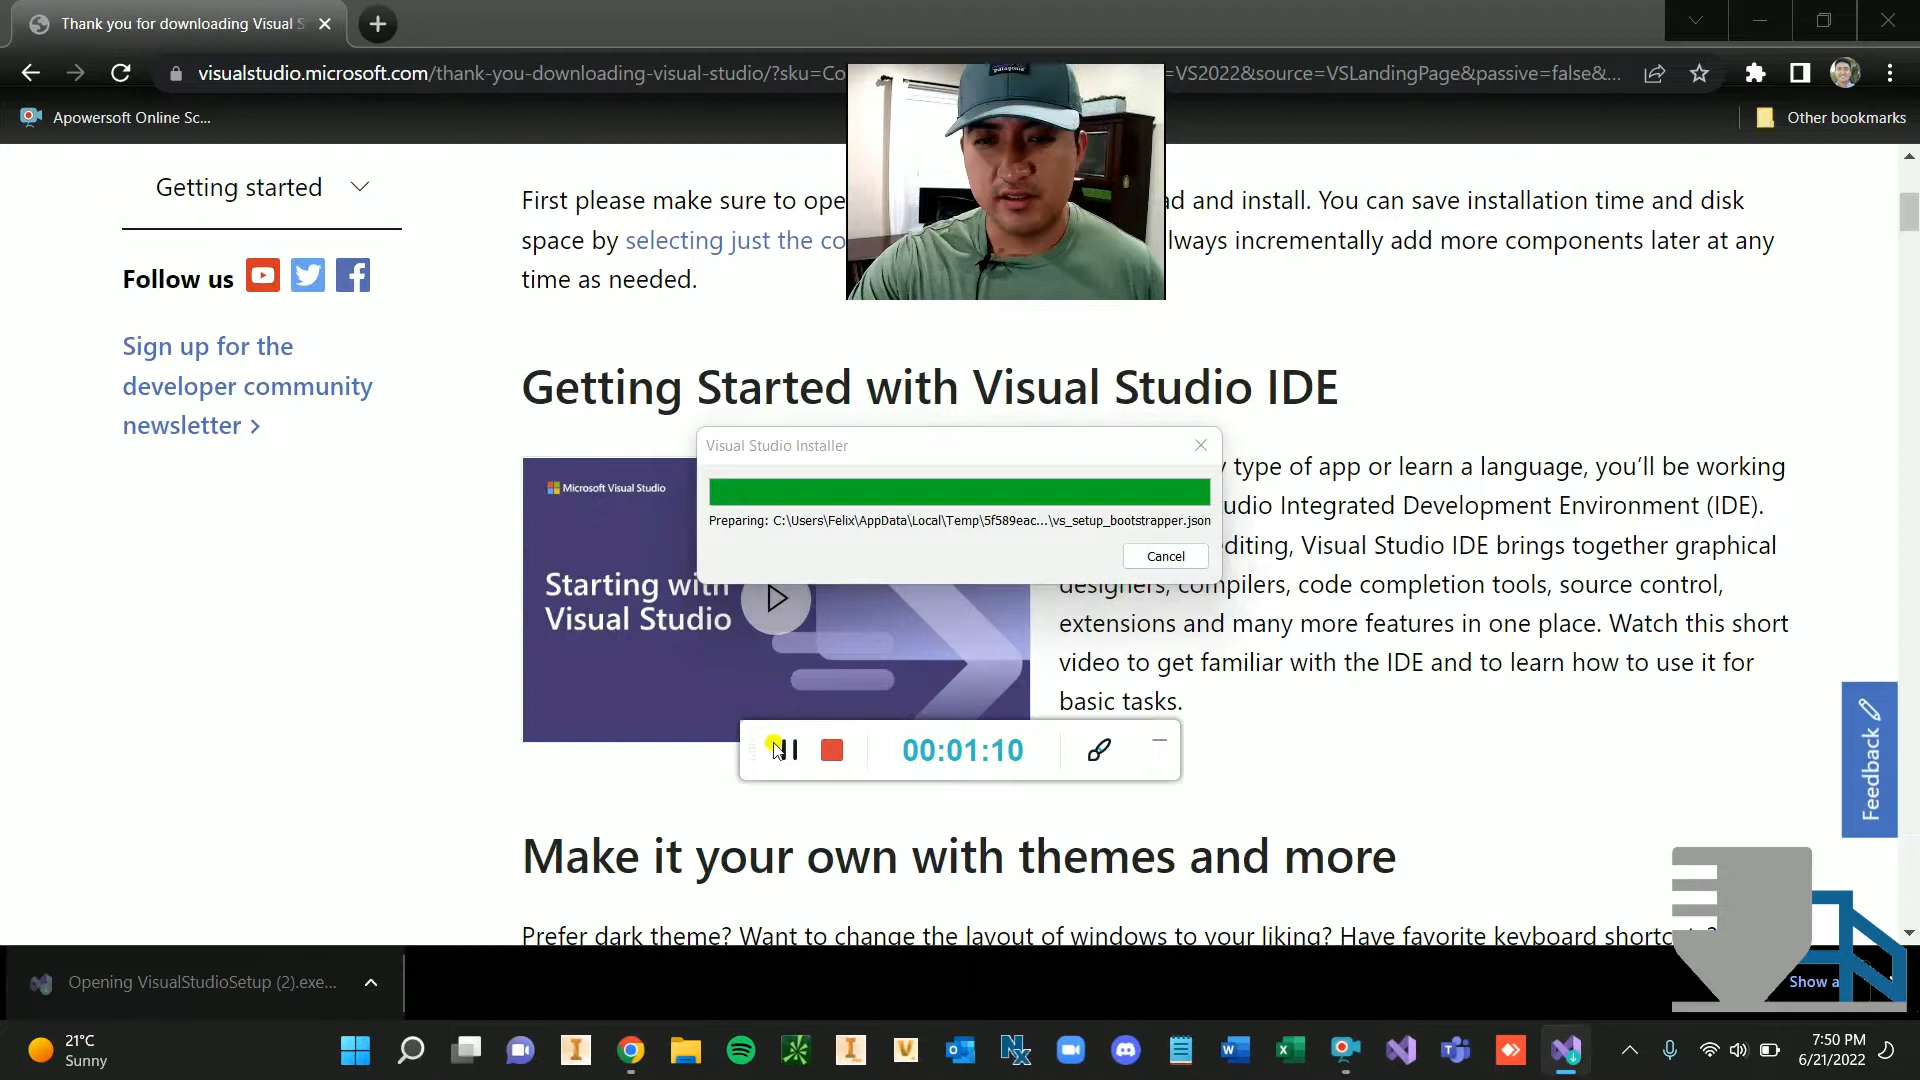 Thank you for downloading Visual S
visualstudio.microsoft.com/thank-you-downloading-visual-studio/?sku=Co
=VS2022&source=VSLandingPage&passive=false&...
Apowersoft Online Sc...
Other bookmarks
patagonia
Getting started
Follow us
Sign up for the
developer community
newsletter >
First please make sure to ope
ad and install. You can save installation time and disk
space by selecting just the co
lways incrementally add more components later at any
time as needed.
Getting Started with Visual Studio IDE
Visual Studio Installer
Preparing: C:\Users\Felix\AppData\Local\Temp\5f589eac...\vs_setup_bootstrapper.json
Cancel
Microsoft Visual Studio
Starting with
Visual Studio
type of app or learn a language, you’ll be working
udio Integrated Development Environment (IDE).
diting, Visual Studio IDE brings together graphical
designers, compilers, code completion tools, source control,
extensions and many more features in one place. Watch this short
video to get familiar with the IDE and to learn how to use it for
basic tasks.
00:01:10
Feedback
Make it your own with themes and more
Prefer dark theme? Want to change the layout of windows to your liking? Have favorite keyboard shortcuts?
Opening VisualStudioSetup (2).exe...
Show a
21°C
Sunny
7:50 PM
6/21/2022